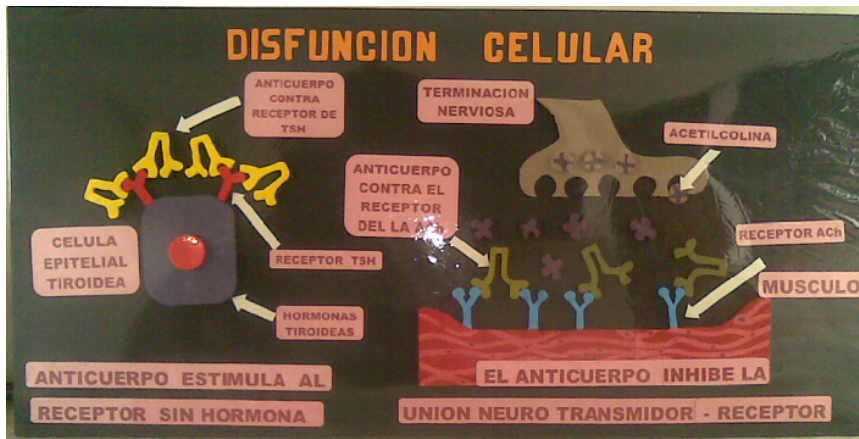 DISFUNCION CELULAR
ANTICUERPO
CONTRA
RECEPTOR DE
TSH
CELULA
EPITELIAL
TIROIDEA
RECEPTOR TSH
HORMONAS
TIROIDEAS
ANTICUERPO ESTIMULA AL
RECEPTOR SIN HORMONA
TERMINACION
NERVIOSA
ACETILCOLINA
ANTICUERPO
CONTRA EL
RECEPTOR
DEL LA
RECEPTOR ACh
MUSCULO
EL ANTICUERPO INHIBE LA
UNION NEURO TRANSMIDOR - RECEPTOR